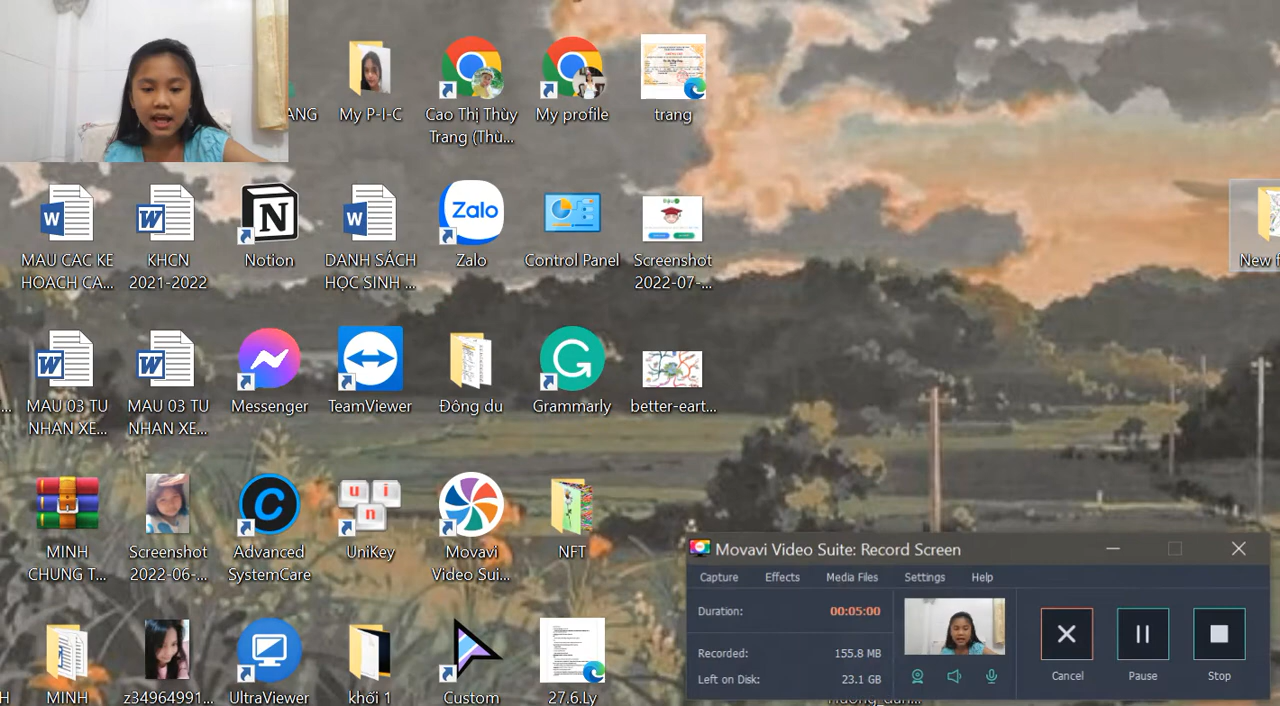 ANG
My P-I-C
Cao Thị Thùy
Trang (Thù...
My profile
trang
MAU CAC KE
HOACH CA...
KHCN
2021-2022
Notion
DANH SÁCH
HỌC SINH ...
Zalo
Zalo
Control Panel
Screenshot
2022-07-...
New f
MAU 03 TU
NHAN XE...
MAU 03 TU
NHAN XE...
Messenger
TeamViewer
Đông du
Grammarly
better-eart...
MINH
CHUNG T...
Screenshot
2022-06-...
Advanced
SystemCare
u i
n
UniKey
Movavi
Video Sui...
NFT
Movavi Video Suite: Record Screen
Capture Effects Media Files Settings Help
Duration: 00:05:00
Recorded: 155.8 MB
Left on Disk: 23.1 GB
Cancel Pause Stop
H
MINH
z34964991...
UltraViewer
khối 1
Custom
27.6.Ly